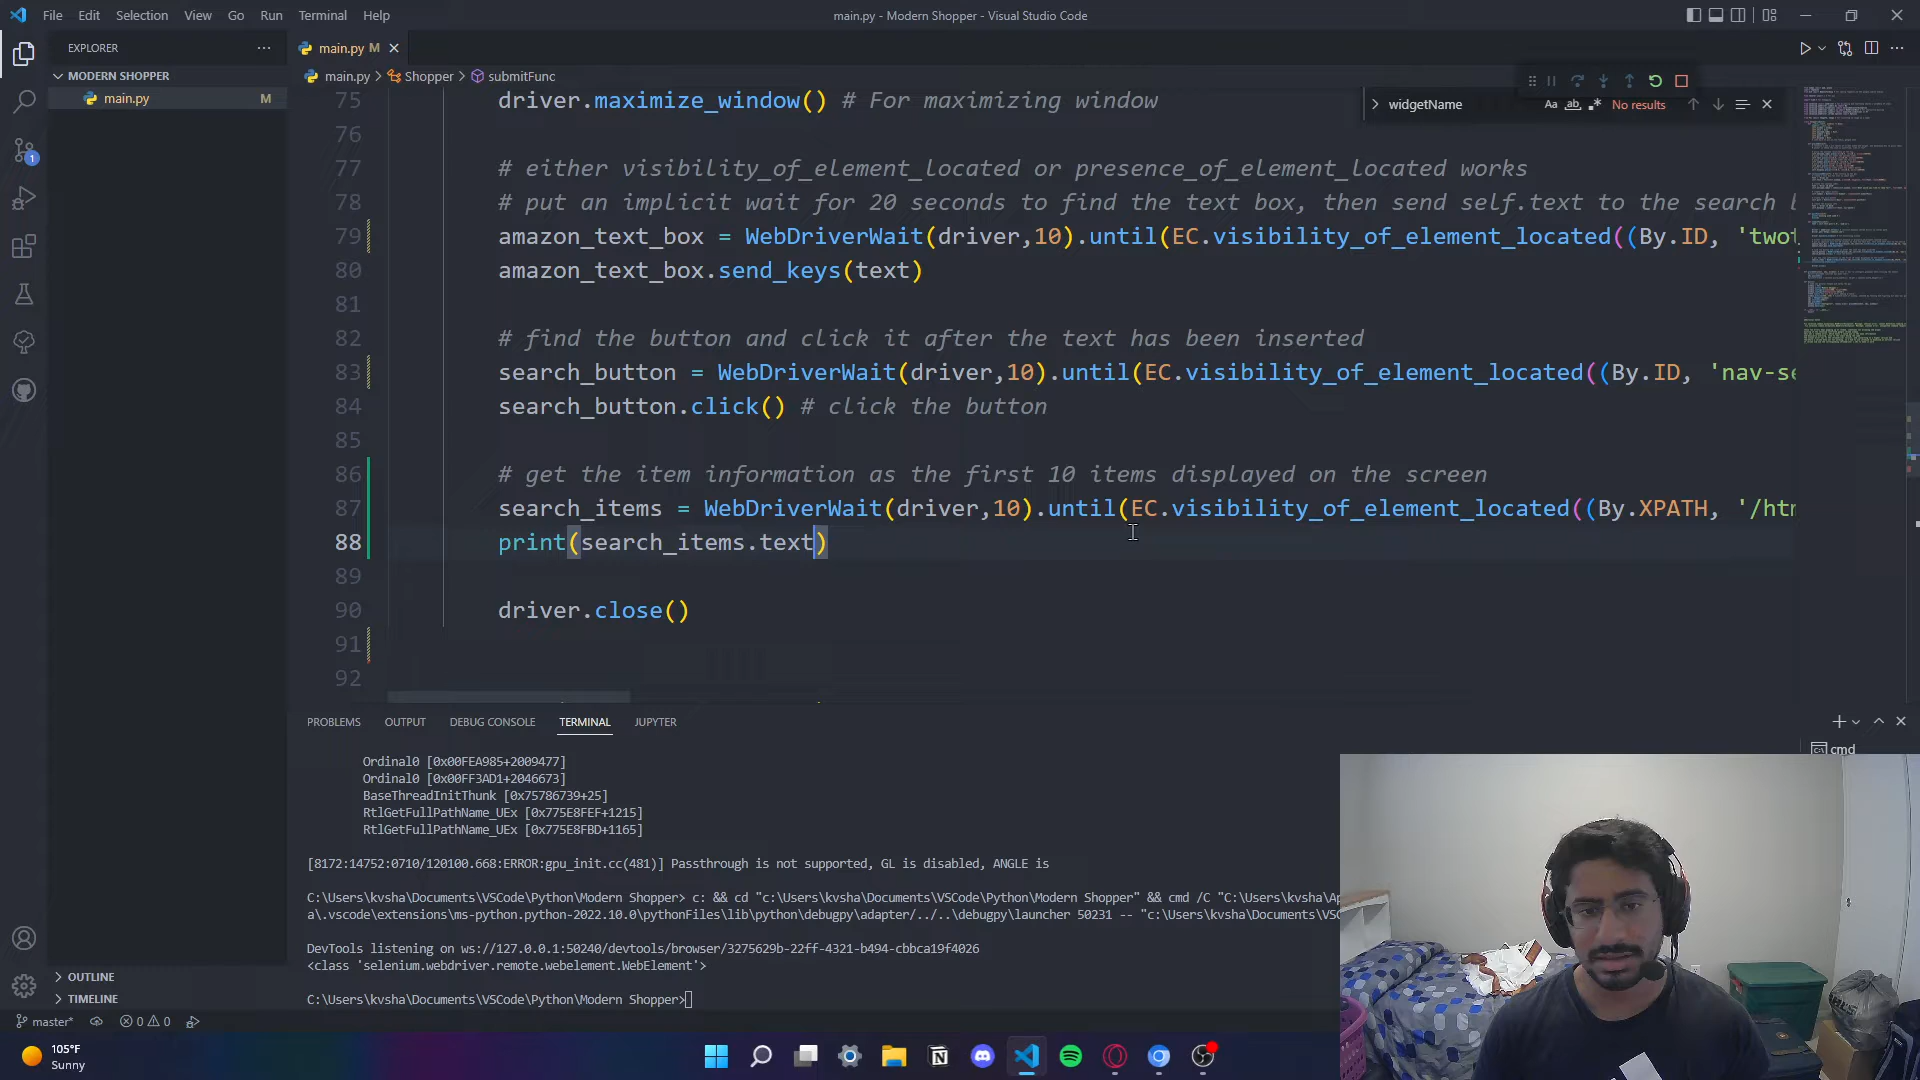 File Edit Selection View Go Run Terminal Help
main.py - Modern Shopper - Visual Studio Code
EXPLORER
MODERN SHOPPER
main.py M
main.py M
main.py > Shopper > submitFunc
widgetName
Aa ab No results
75 driver.maximize_window() # For maximizing window
76
77 # either visibility_of_element_located or presence_of_element_located works
78 # put an implicit wait for 20 seconds to find the text box, then send self.text to the search b
79 amazon_text_box = WebDriverWait(driver,10).until(EC.visibility_of_element_located((By.ID, 'twot
80 amazon_text_box.send_keys(text)
81
82 # find the button and click it after the text has been inserted
83 search_button = WebDriverWait(driver,10).until(EC.visibility_of_element_located((By.ID, 'nav-se
84 search_button.click() # click the button
85
86 # get the item information as the first 10 items displayed on the screen
87 search_items = WebDriverWait(driver,10).until(EC.visibility_of_element_located((By.XPATH, '/htm
88 print(search_items.text)
89
90 driver.close()
91
92
PROBLEMS OUTPUT DEBUG CONSOLE TERMINAL JUPYTER
cmd
Ordinal0 [0x00FEA985+2009477]
Ordinal0 [0x00FF3AD1+2046673]
BaseThreadInitThunk [0x75786739+25]
RtlGetFullPathName_UEx [0x775E8FEF+1215]
RtlGetFullPathName_UEx [0x775E8FBD+1165]
[8172:14752:0710/120100.668:ERROR:gpu_init.cc(481)] Passthrough is not supported, GL is disabled, ANGLE is
C:\Users\kvsha\Documents\VSCode\Python\Modern Shopper> c: && cd "c:\Users\kvsha\Documents\VSCode\Python\Modern Shopper" && cmd /C "C:\Users\kvsha\Ap
a\.vscode\extensions\ms-python.python-2022.10.0\pythonFiles\lib\python\debugpy\adapter/../..\debugpy\launcher 50231 -- "c:\Users\kvsha\Documents\VSC
DevTools listening on ws://127.0.0.1:50240/devtools/browser/3275629b-22ff-4321-b494-cbbca19f4026
<class 'selenium.webdriver.remote.webelement.WebElement'>
C:\Users\kvsha\Documents\VSCode\Python\Modern Shopper>
OUTLINE
TIMELINE
master* 0 0
105°F
Sunny